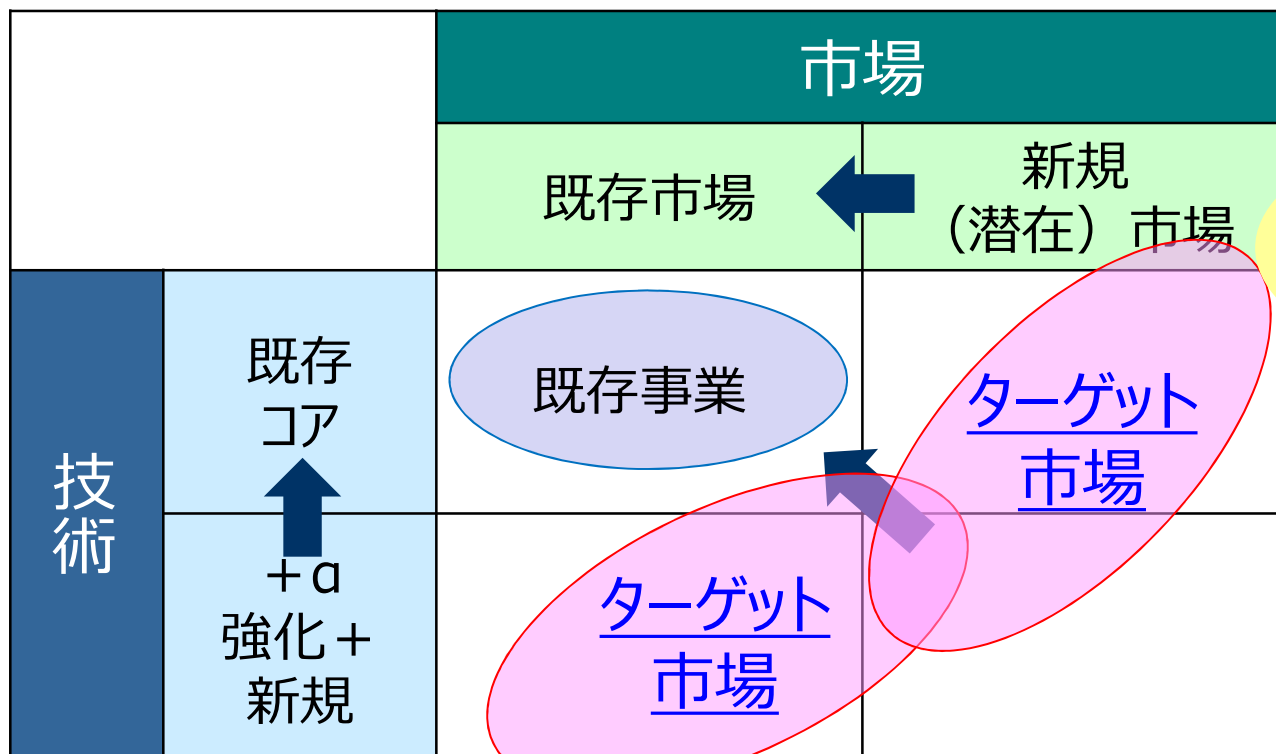 市場
既存市場
新規
（潜在）市場
技
術
既存
コア
既存事業
ターゲット
市場
+α
強化+
新規
ターゲット
市場